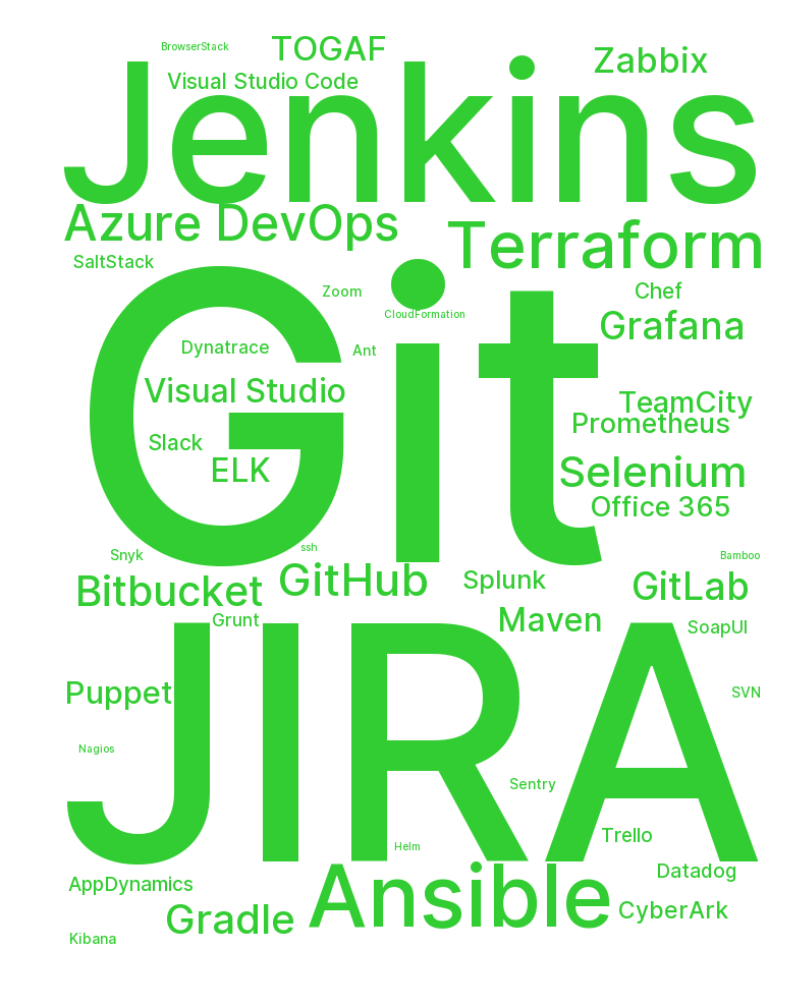 BrowserStack
TOGAF
Zabbix
Visual Studio Code
Jenkins
Azure DevOps
Terraform
SaltStack
Zoom
Chef
CloudFormation
Grafana
Dynatrace
Ant
Git
Visual Studio
TeamCity
Prometheus
Slack
ELK
Selenium
Office 365
Snyk
ssh
Bamboo
Bitbucket
GitHub
Splunk
GitLab
Grunt
Maven
SoapUI
Puppet
SVN
JIRA
Nagios
Sentry
Trello
Helm
Datadog
AppDynamics
Ansible
CyberArk
Gradle
Kibana